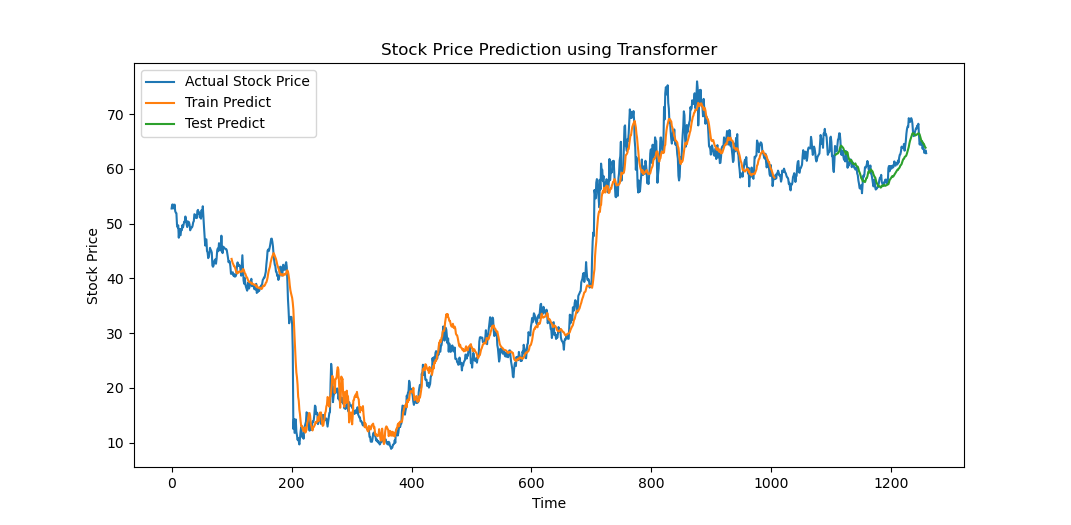 Stock Price Prediction using Transformer
Actual Stock Price
Train Predict
Test Predict
70
60
50
40
30
20
10
Stock Price
0 200 400 600 800 1000 1200
Time